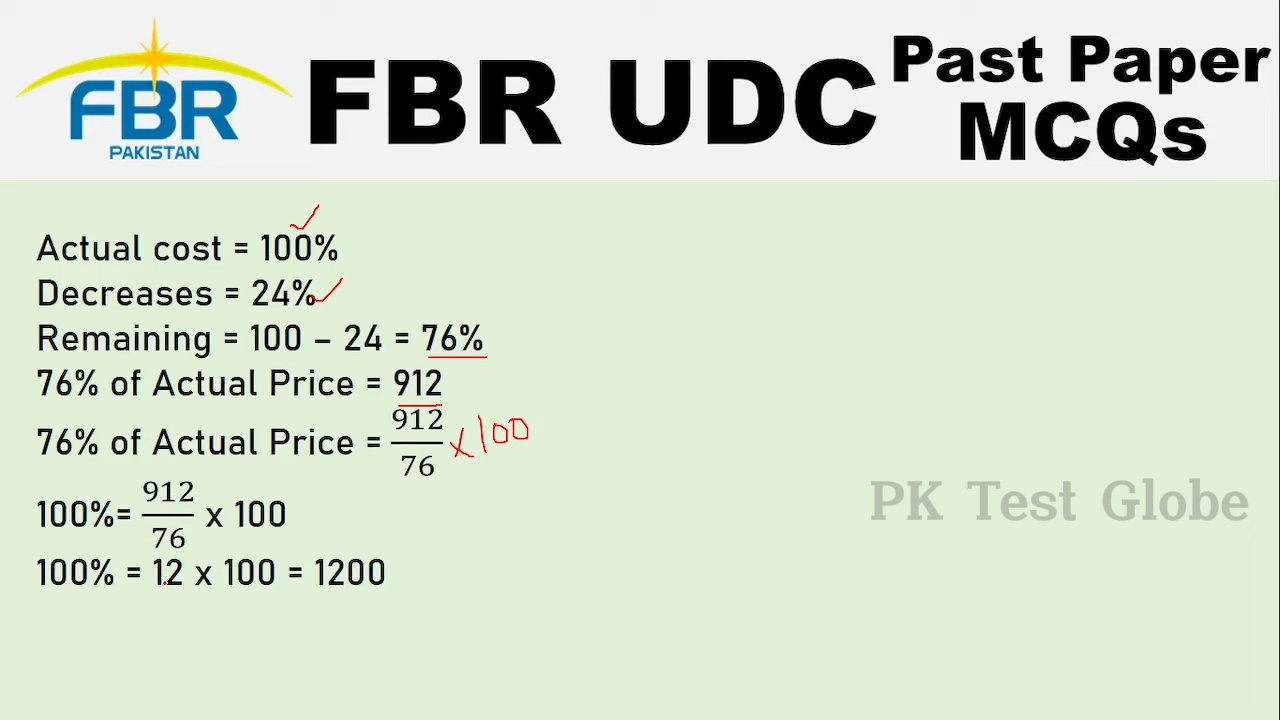 FBR
PAKISTAN
FBR UDC
Past Paper
MCQs
Actual cost = 100%
Decreases = 24%
Remaining = 100 – 24 = 76%
76% of Actual Price = 912
76% of Actual Price = 912/76 x 100
100%= 912/76 x 100
100% = 12 x 100 = 1200
PK Test Globe